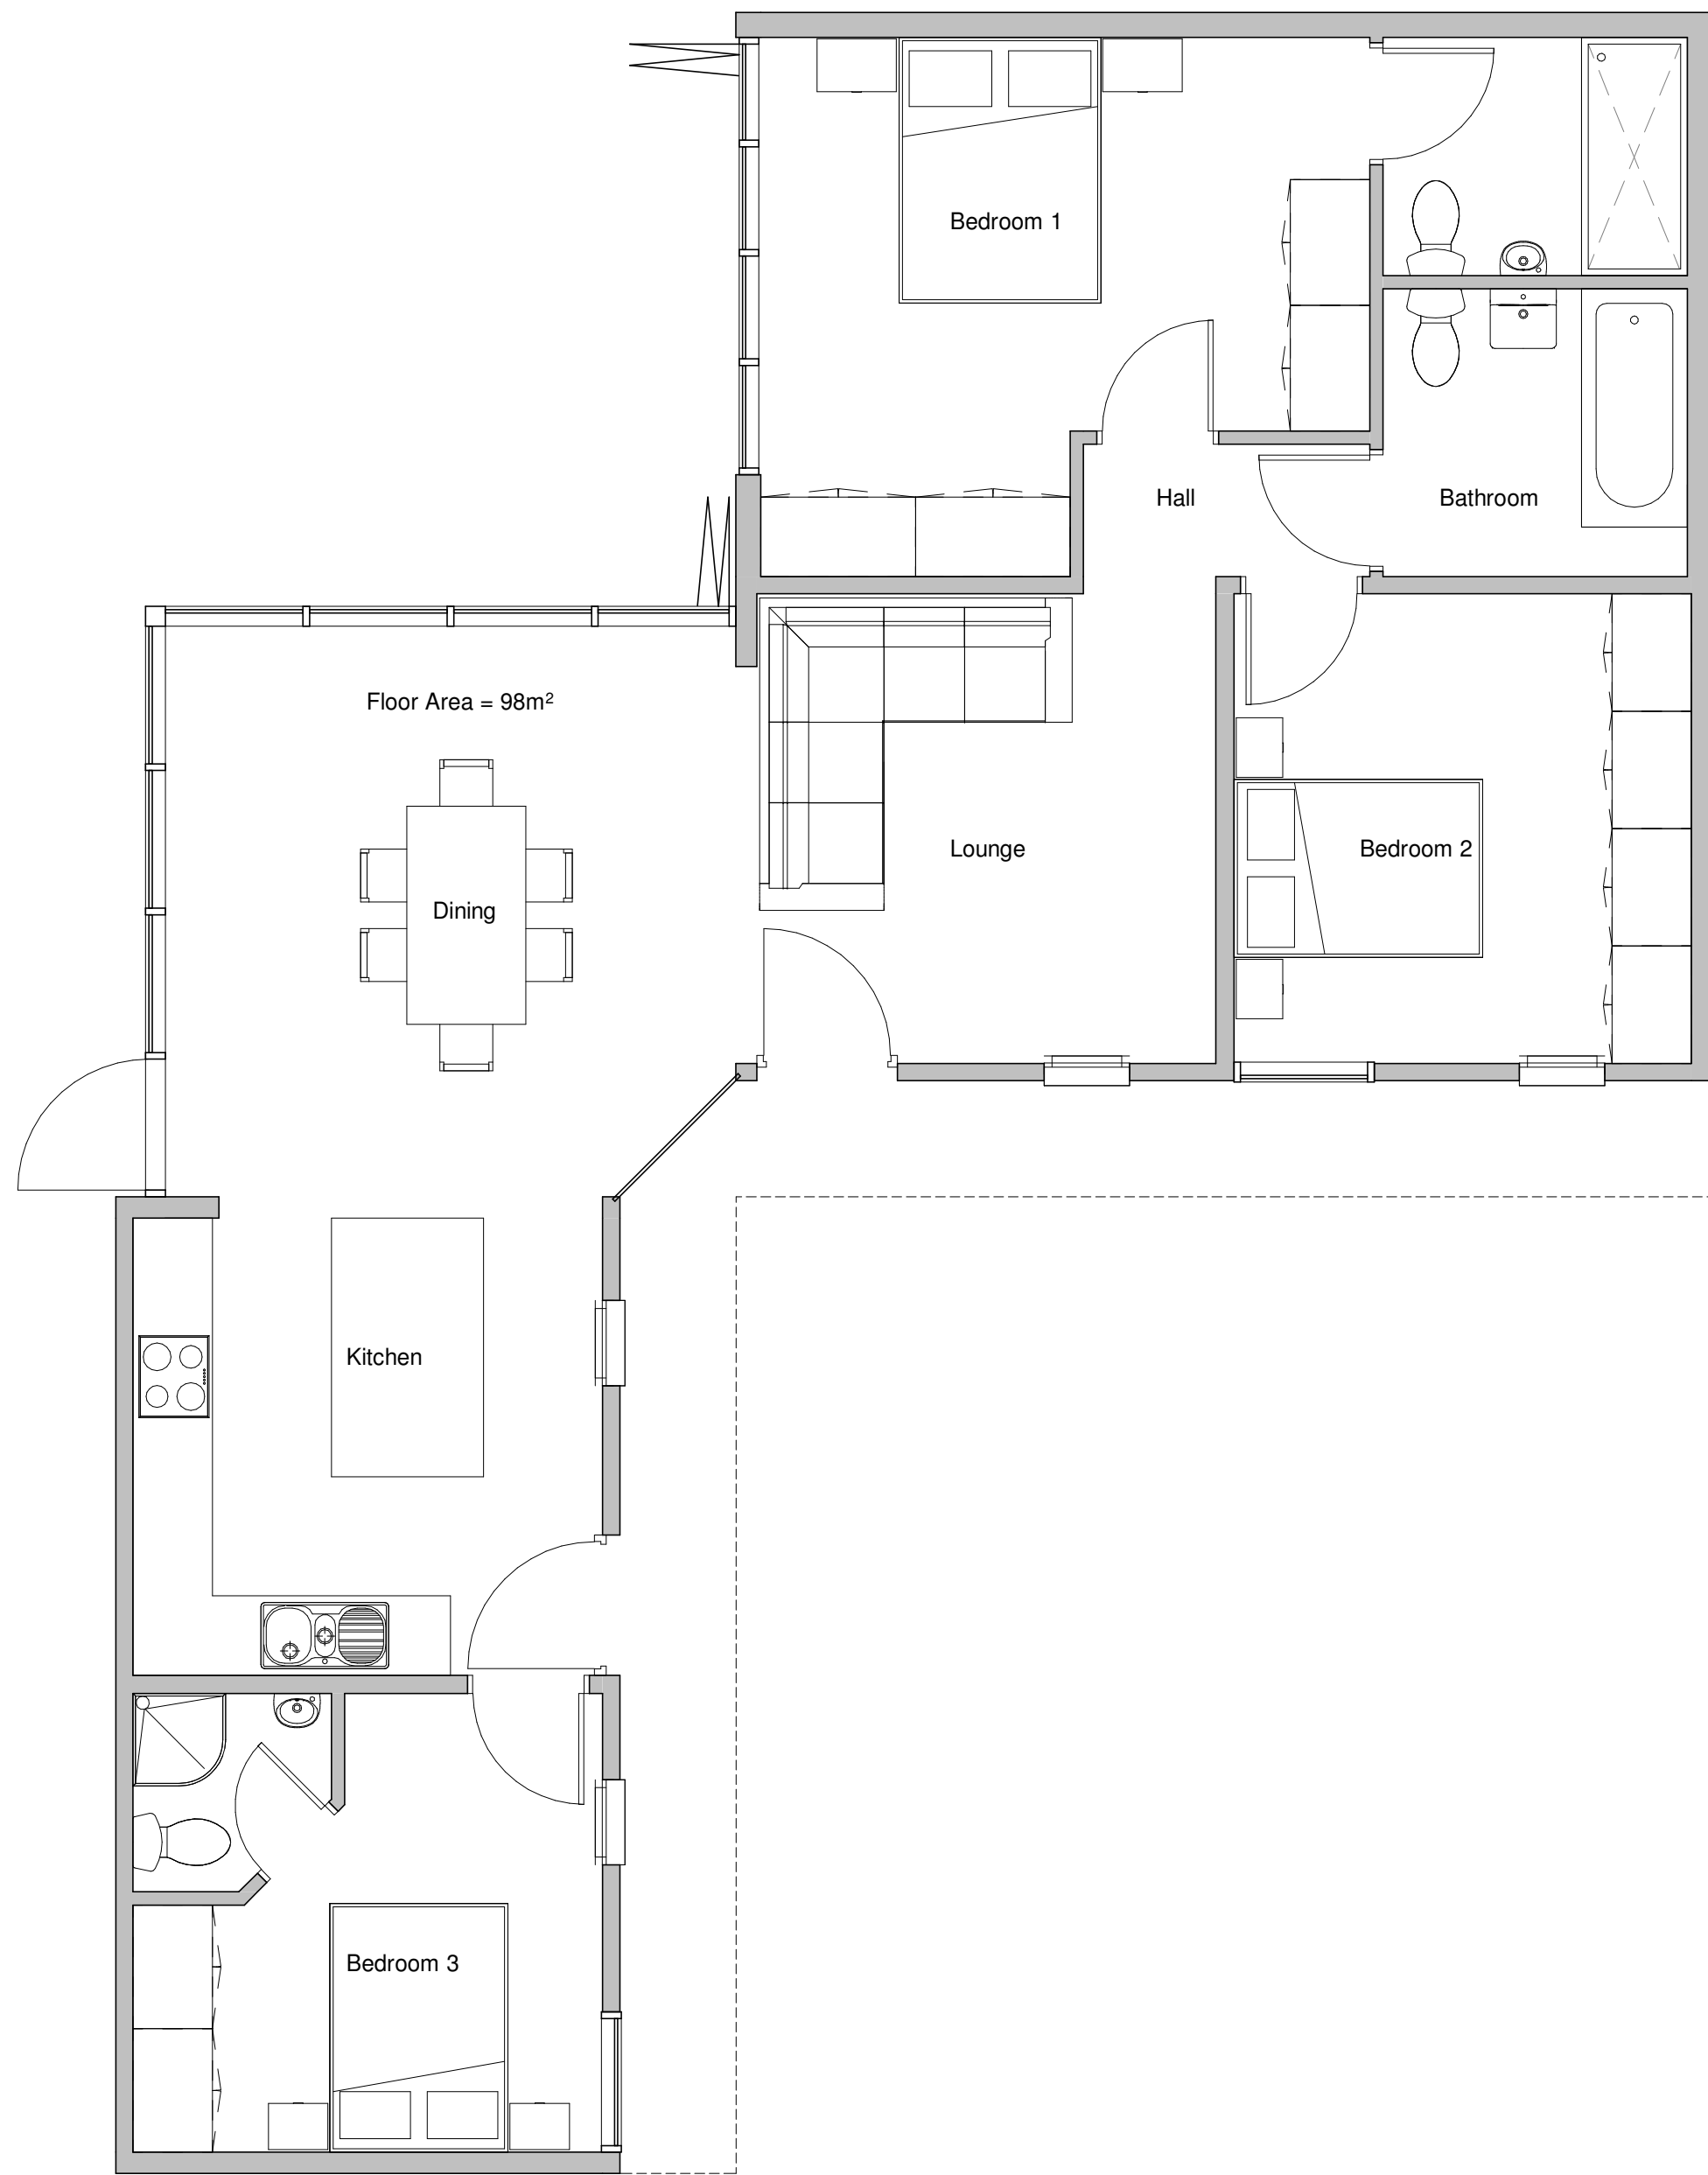 Bedroom 1
Hall
Bathroom
Floor Area = 98m²
Lounge
Bedroom 2
Dining
Kitchen
Bedroom 3